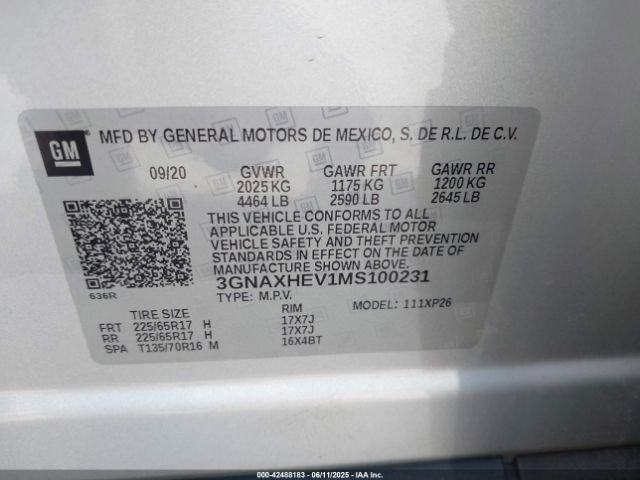 GM
MFD BY GENERAL MOTORS DE MEXICO, S. DE R.L. DE C.V.
09/20 GVWR GAWR FRT GAWR RR
2025 KG 1175 KG 1200 KG
4464 LB 2590 LB 2645 LB
THIS VEHICLE CONFORMS TO ALL
APPLICABLE U.S. FEDERAL MOTOR
VEHICLE SAFETY AND THEFT PREVENTION
STANDARDS IN EFFECT ON THE DATE OF
MANUFACTURE SHOWN ABOVE.
3GNAXHEV1MS100231
636R
TYPE: M.P.V. MODEL: 111XP26
TIRE SIZE RIM
FRT 225/65R17 H 17X7J
RR 225/65R17 H 17X7J
SPA T135/70R16 M 16X4BT
000-42488183 - 06/11/2025 - IAA